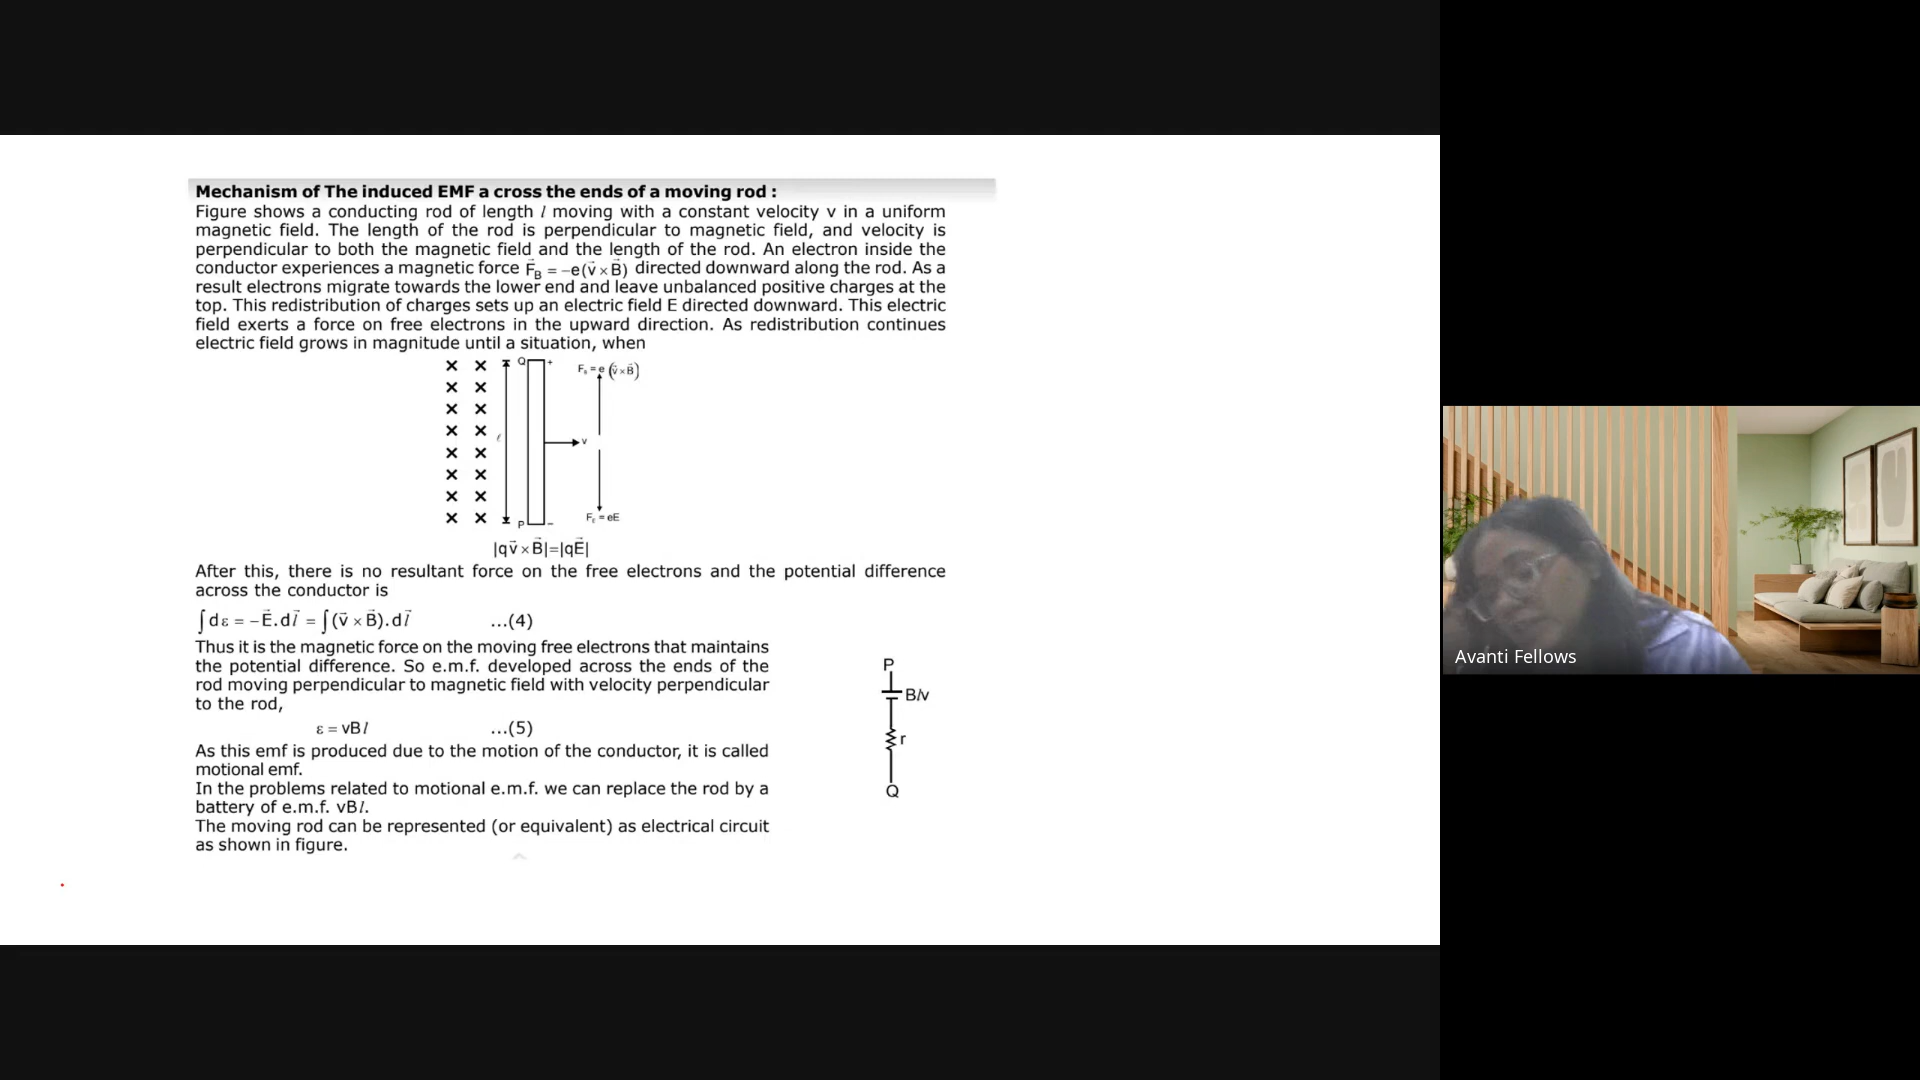 Mechanism of The induced EMF a cross the ends of a moving rod :
Figure shows a conducting rod of length l moving with a constant velocity v in a uniform
magnetic field. The length of the rod is perpendicular to magnetic field, and velocity is
perpendicular to both the magnetic field and the length of the rod. An electron inside the
conductor experiences a magnetic force F⃗_B = −e(v⃗ × B⃗) directed downward along the rod. As a
result electrons migrate towards the lower end and leave unbalanced positive charges at the
top. This redistribution of charges sets up an electric field E directed downward. This electric
field exerts a force on free electrons in the upward direction. As redistribution continues
electric field grows in magnitude until a situation, when
Q +
F_B = e (v⃗ × B⃗)
ℓ
v
P −
F_E = eE
|qv⃗ × B⃗|=|qE⃗|
After this, there is no resultant force on the free electrons and the potential difference
across the conductor is
∫dε = −E⃗.dl⃗ = ∫(v⃗ × B⃗).dl⃗ ...(4)
Thus it is the magnetic force on the moving free electrons that maintains
the potential difference. So e.m.f. developed across the ends of the
rod moving perpendicular to magnetic field with velocity perpendicular
to the rod,
ε = vBl ...(5)
As this emf is produced due to the motion of the conductor, it is called
motional emf.
In the problems related to motional e.m.f. we can replace the rod by a
battery of e.m.f. vBl.
The moving rod can be represented (or equivalent) as electrical circuit
as shown in figure.
P
Blv
r
Q
Avanti Fellows